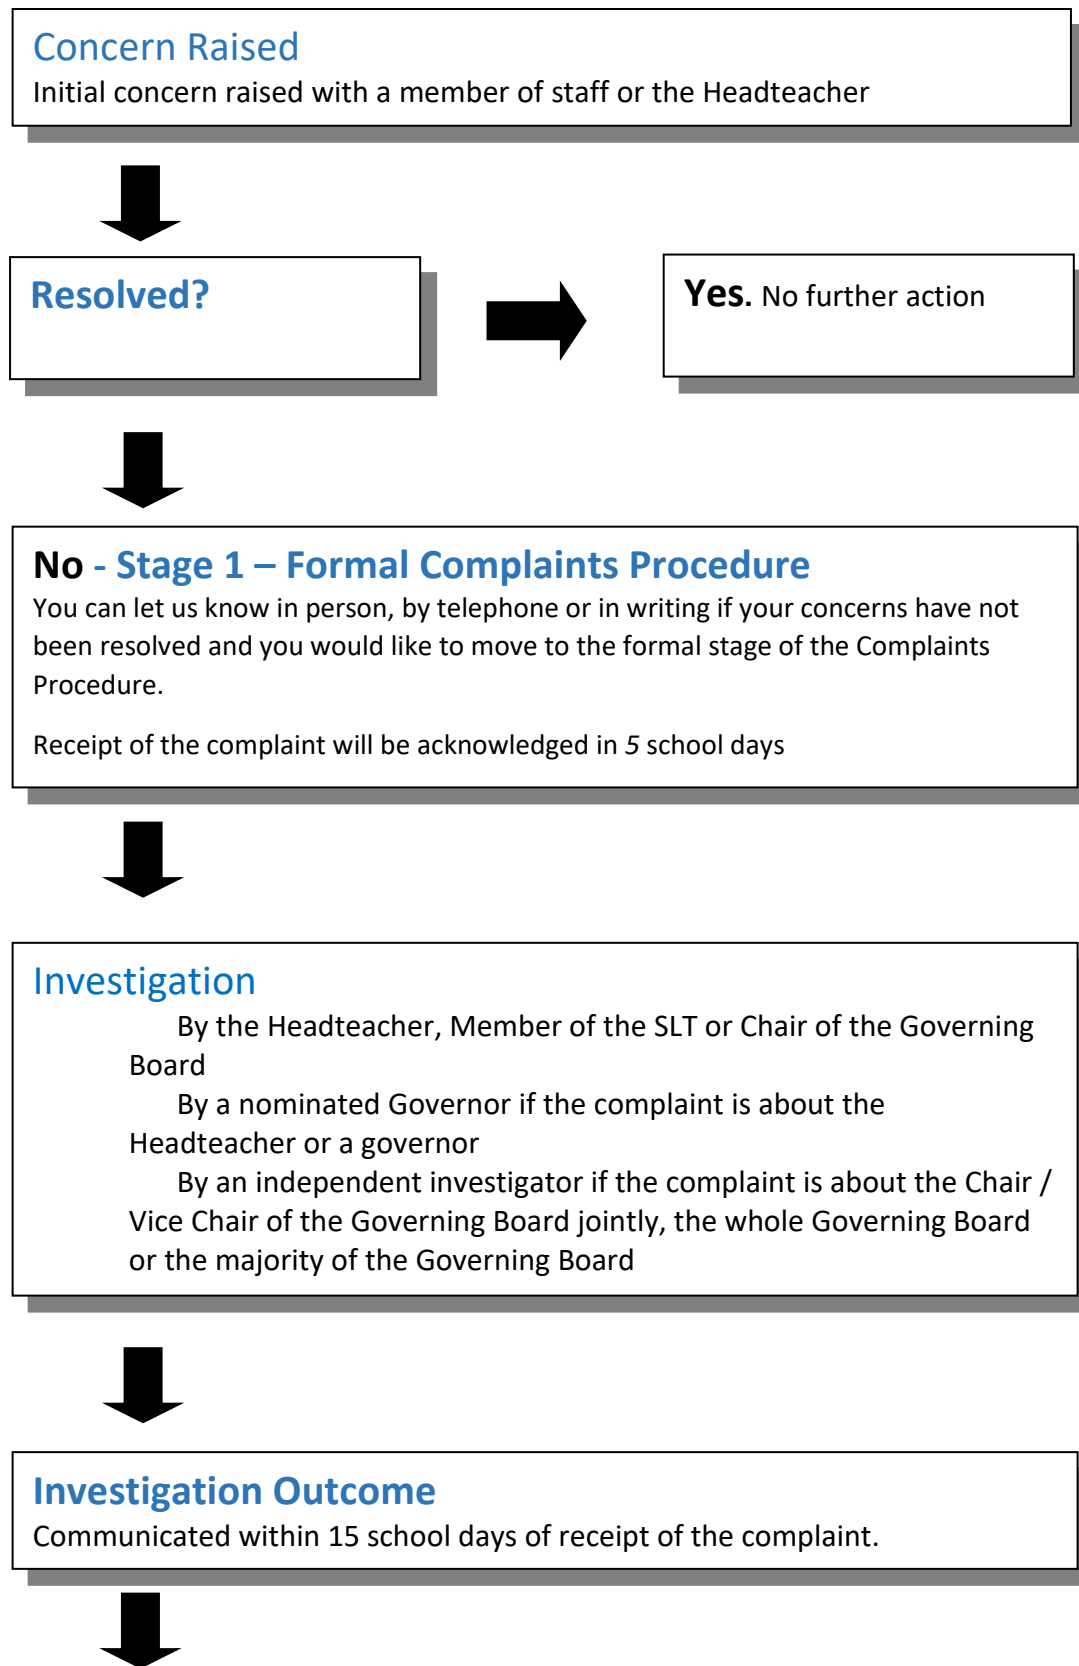 Concern Raised
Initial concern raised with a member of staff or the Headteacher
Resolved?
Yes. No further action
No - Stage 1 – Formal Complaints Procedure
You can let us know in person, by telephone or in writing if your concerns have not
been resolved and you would like to move to the formal stage of the Complaints
Procedure.
Receipt of the complaint will be acknowledged in 5 school days
Investigation
By the Headteacher, Member of the SLT or Chair of the Governing
Board
By a nominated Governor if the complaint is about the
Headteacher or a governor
By an independent investigator if the complaint is about the Chair /
Vice Chair of the Governing Board jointly, the whole Governing Board
or the majority of the Governing Board
Investigation Outcome
Communicated within 15 school days of receipt of the complaint.